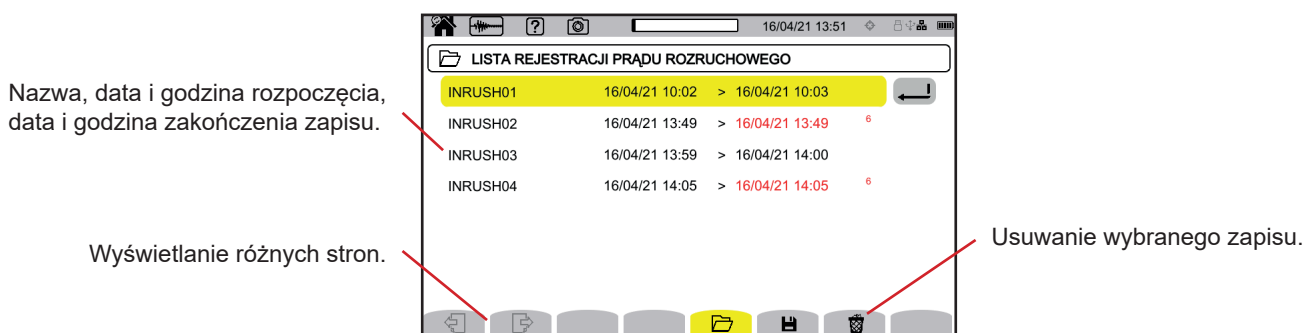 ?
16/04/21 13:51
LISTA REJESTRACJI PRĄDU ROZRUCHOWEGO
INRUSH01 16/04/21 10:02 > 16/04/21 10:03
INRUSH02 16/04/21 13:49 > 16/04/21 13:49 6
INRUSH03 16/04/21 13:59 > 16/04/21 14:00
INRUSH04 16/04/21 14:05 > 16/04/21 14:05 6
Nazwa, data i godzina rozpoczęcia,
data i godzina zakończenia zapisu.
Wyświetlanie różnych stron.
Usuwanie wybranego zapisu.